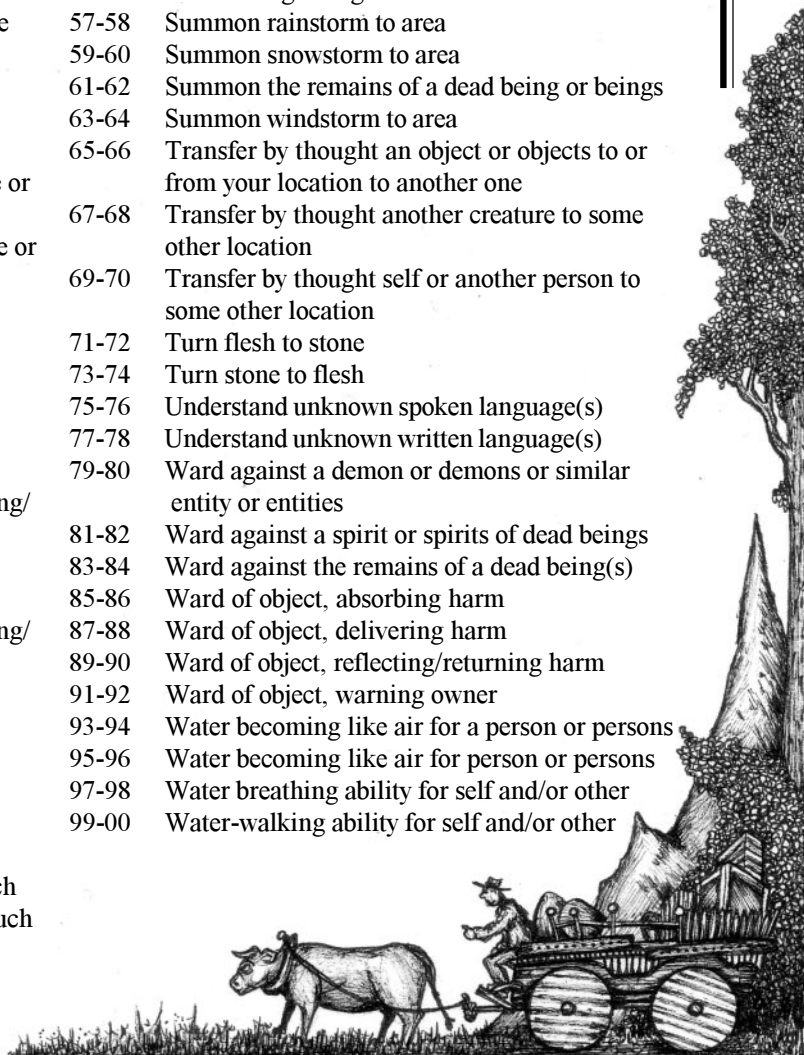 e
e or
e or
ng/
ng/
ch
uch
57-58 Summon rainstorm to area
59-60 Summon snowstorm to area
61-62 Summon the remains of a dead being or beings
63-64 Summon windstorm to area
65-66 Transfer by thought an object or objects to or
from your location to another one
67-68 Transfer by thought another creature to some
other location
69-70 Transfer by thought self or another person to
some other location
71-72 Turn flesh to stone
73-74 Turn stone to flesh
75-76 Understand unknown spoken language(s)
77-78 Understand unknown written language(s)
79-80 Ward against a demon or demons or similar
entity or entities
81-82 Ward against a spirit or spirits of dead beings
83-84 Ward against the remains of a dead being(s)
85-86 Ward of object, absorbing harm
87-88 Ward of object, delivering harm
89-90 Ward of object, reflecting/returning harm
91-92 Ward of object, warning owner
93-94 Water becoming like air for a person or persons
95-96 Water becoming like air for person or persons
97-98 Water breathing ability for self and/or other
99-00 Water-walking ability for self and/or other